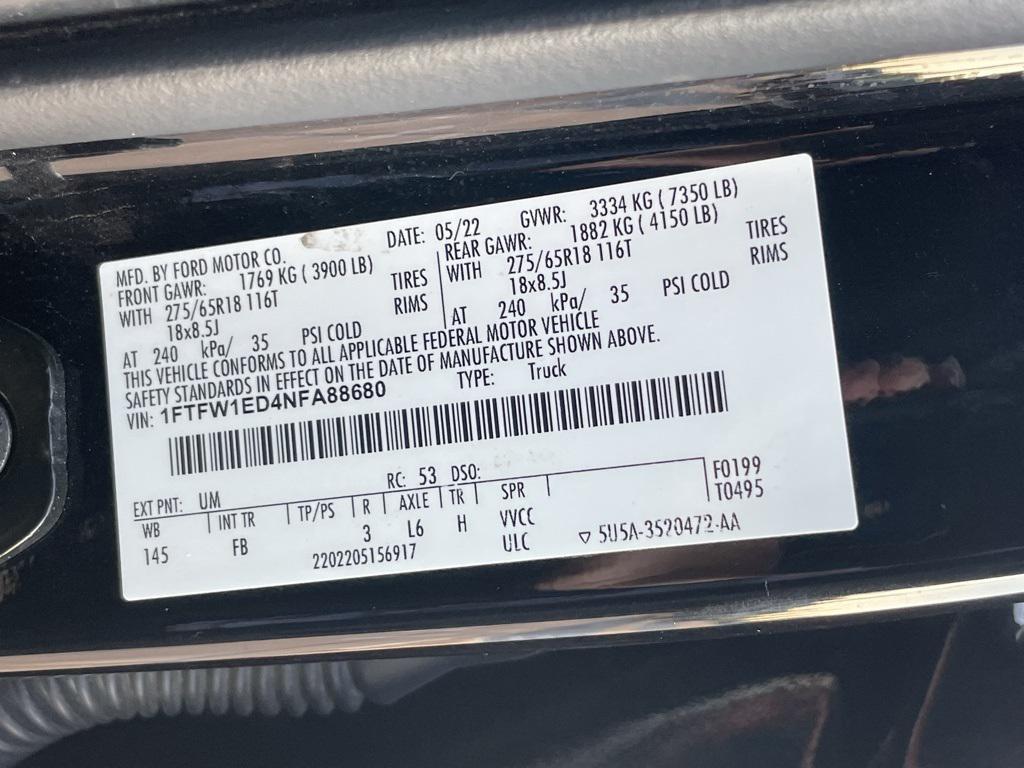 MFD. BY FORD MOTOR CO. DATE: 05/22 GVWR: 3334 KG ( 7350 LB)
FRONT GAWR: 1769 KG ( 3900 LB) REAR GAWR: 1882 KG ( 4150 LB)
WITH 275/65R18 116T TIRES WITH 275/65R18 116T TIRES
18x8.5J RIMS 18x8.5J RIMS
AT 240 kPa/ 35 PSI COLD AT 240 kPa/ 35 PSI COLD
THIS VEHICLE CONFORMS TO ALL APPLICABLE FEDERAL MOTOR VEHICLE
SAFETY STANDARDS IN EFFECT ON THE DATE OF MANUFACTURE SHOWN ABOVE.
VIN: 1FTFW1ED4NFA88680 TYPE: Truck
RC: 53 DSO:
EXT PNT: UM F0199
WB INT TR TP/PS R AXLE TR SPR T0495
145 FB 3 L6 H VVCC
2202205156917 ULC ▽ 5U5A-3520472-AA